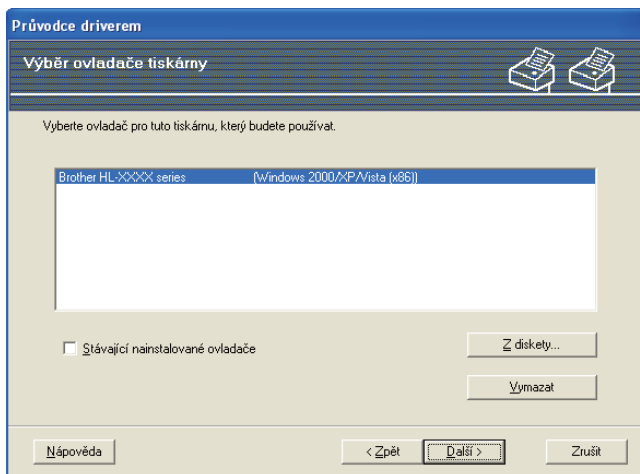 Průvodce driverem
Výběr ovladače tiskárny
Vyberte ovladač pro tuto tiskárnu, který budete používat.
Brother HL-XXXX series (Windows 2000/XP/Vista (x86))
Stávající nainstalované ovladače
Z diskety...
Vymazat
Nápověda
< Zpět
Další >
Zrušit